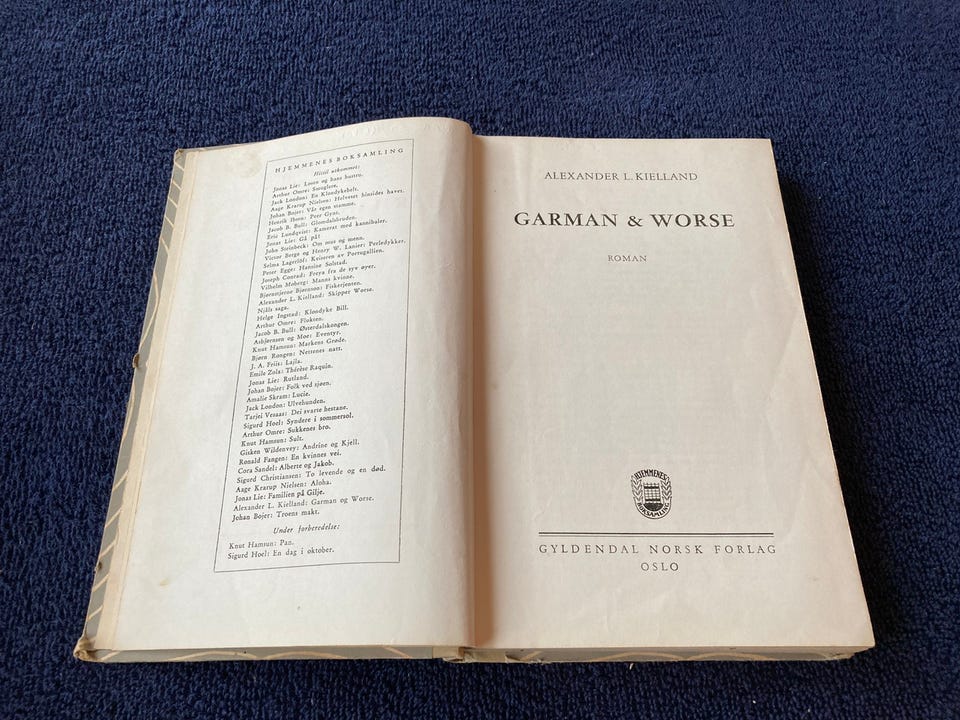 HJEMMENES BOKSAMLING
Hittil utkommet:
Jonas Lie: Losen og hans hustru.
Arthur Omre: Smuglere.
Jack London: En Klondykehelt.
Aage Krarup Nielsen: Helvetet hinsides havet.
Johan Bojer: Vår egen stamme.
Henrik Ibsen: Peer Gynt.
Jacob B. Bull: Glomdalsbruden.
Eric Lundqvist: Kamerat med kannibaler.
Jonas Lie: Gå på!
John Steinbeck: Om mus og menn.
Victor Berge og Henry W. Lanier: Perledykker.
Selma Lagerlöf: Keiseren av Portugallien.
Peter Egge: Hansine Solstad.
Joseph Conrad: Freya fra de syv øyer.
Vilhelm Moberg: Manns kvinne.
Bjørnstjerne Bjørnson: Fiskerjenten.
Alexander L. Kielland: Skipper Worse.
Njåls saga.
Helge Ingstad: Klondyke Bill.
Arthur Omre: Flukten.
Jacob B. Bull: Østerdalskongen.
Asbjørnsen og Moe: Eventyr.
Knut Hamsun: Markens Grøde.
Bjørn Rongen: Nettenes natt.
J. A. Friis: Lajla.
Emile Zola: Thérèse Raquin.
Jonas Lie: Rutland.
Johan Bojer: Folk ved sjøen.
Amalie Skram: Lucie.
Jack London: Ulvehunden.
Tarjei Vesaas: Dei svarte hestane.
Sigurd Hoel: Syndere i sommersol.
Arthur Omre: Sukkenes bro.
Knut Hamsun: Sult.
Gisken Wildenvey: Andrine og Kjell.
Ronald Fangen: En kvinnes vei.
Cora Sandel: Alberte og Jakob.
Sigurd Christiansen: To levende og en død.
Aage Krarup Nielsen: Aloha.
Jonas Lie: Familien på Gilje.
Alexander L. Kielland: Garman og Worse.
Johan Bojer: Troens makt.
Under forberedelse:
Knut Hamsun: Pan.
Sigurd Hoel: En dag i oktober.
ALEXANDER L. KIELLAND
GARMAN & WORSE
ROMAN
HJEMMENES
BOKSAMLING
GYLDENDAL NORSK FORLAG
OSLO